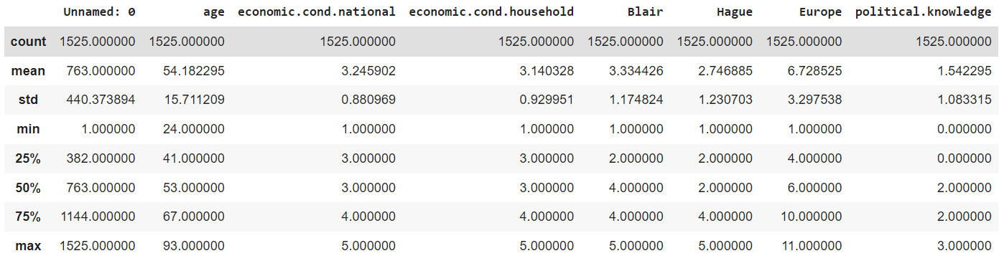 Unnamed: 0 age economic.cond.national economic.cond.household Blair Hague Europe political.knowledge
count 1525.000000 1525.000000 1525.000000 1525.000000 1525.000000 1525.000000 1525.000000 1525.000000
mean 763.000000 54.182295 3.245902 3.140328 3.334426 2.746885 6.728525 1.542295
std 440.373894 15.711209 0.880969 0.929951 1.174824 1.230703 3.297538 1.083315
min 1.000000 24.000000 1.000000 1.000000 1.000000 1.000000 1.000000 0.000000
25% 382.000000 41.000000 3.000000 3.000000 2.000000 2.000000 4.000000 0.000000
50% 763.000000 53.000000 3.000000 3.000000 4.000000 2.000000 6.000000 2.000000
75% 1144.000000 67.000000 4.000000 4.000000 4.000000 4.000000 10.000000 2.000000
max 1525.000000 93.000000 5.000000 5.000000 5.000000 5.000000 11.000000 3.000000